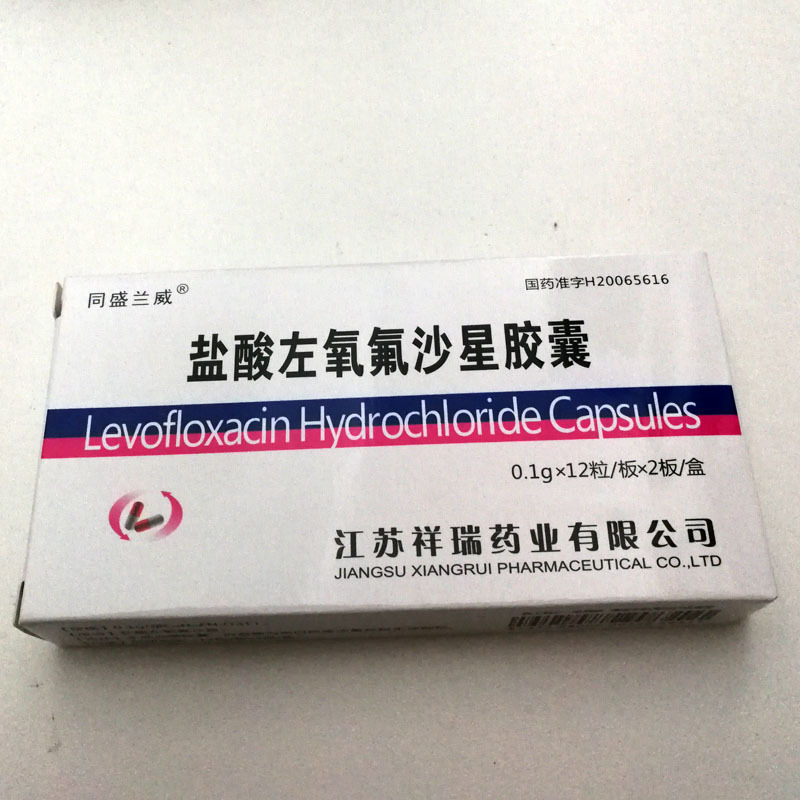 同盛兰威®
国药准字H20065616
盐酸左氧氟沙星胶囊
Levofloxacin Hydrochloride Capsules
0.1g×12粒/板×2板/盒
江苏祥瑞药业有限公司
JIANGSU XIANGRUI PHARMACEUTICAL CO.,LTD